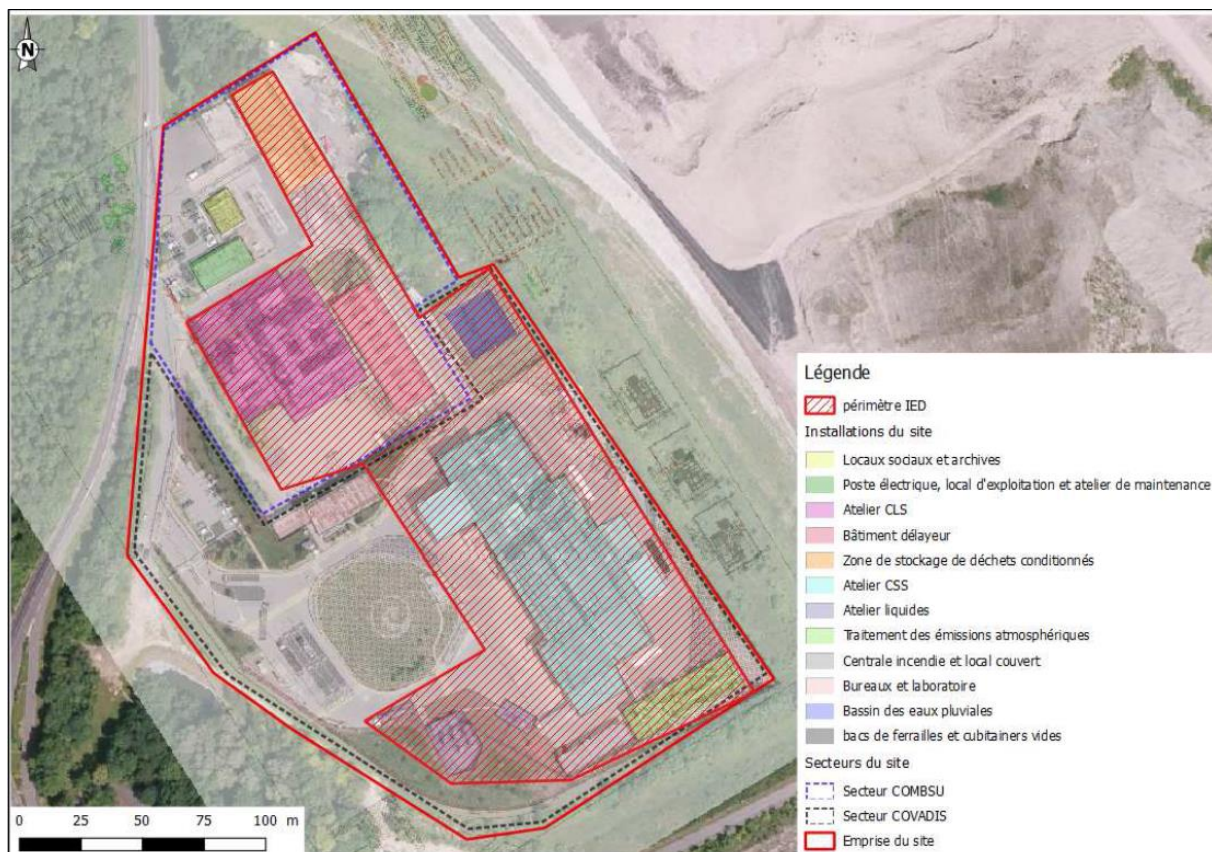 N
Légende
périmètre IED
Installations du site
Locaux sociaux et archives
Poste électrique, local d'exploitation et atelier de maintenance
Atelier CLS
Bâtiment délayeur
Zone de stockage de déchets conditionnés
Atelier CSS
Atelier liquides
Traitement des émissions atmosphériques
Centrale incendie et local couvert
Bureaux et laboratoire
Bassin des eaux pluviales
bacs de ferrailles et cubitainers vides
Secteurs du site
Secteur COMBSU
Secteur COVADIS
Emprise du site
0 25 50 75 100 m